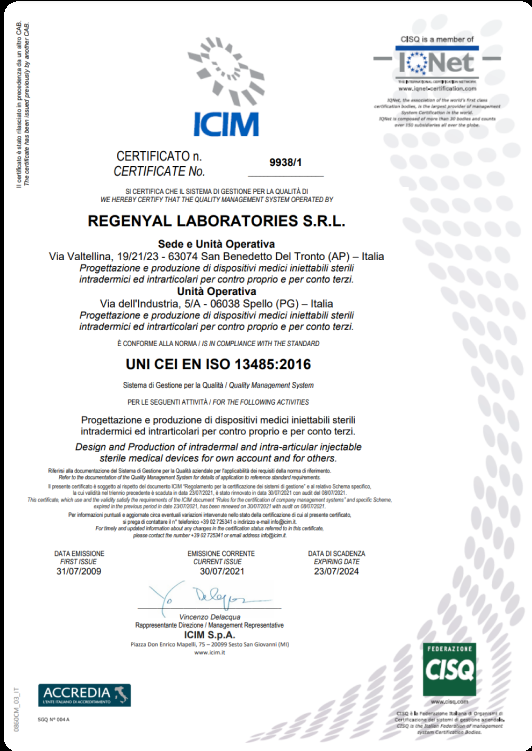 Il certificato è stato rilasciato in precedenza da un altro CAB.
The certificate has been issued previously by another CAB.
ICIM
CISQ is a member of
IQNet
THE INTERNATIONAL CERTIFICATION NETWORK
www.iqnet-certification.com
IQNet, the association of the world's first class
certification bodies, is the largest provider of management
System Certification in the world.
IQNet is composed of more than 30 bodies and counts
over 150 subsidiaries all over the globe.
CERTIFICATO n.
CERTIFICATE No.
9938/1
SI CERTIFICA CHE IL SISTEMA DI GESTIONE PER LA QUALITÀ DI
WE HEREBY CERTIFY THAT THE QUALITY MANAGEMENT SYSTEM OPERATED BY
REGENYAL LABORATORIES S.R.L.
Sede e Unità Operativa
Via Valtellina, 19/21/23 - 63074 San Benedetto Del Tronto (AP) – Italia
Progettazione e produzione di dispositivi medici iniettabili sterili
intradermici ed intrarticolari per contro proprio e per conto terzi.
Unità Operativa
Via dell'Industria, 5/A - 06038 Spello (PG) – Italia
Progettazione e produzione di dispositivi medici iniettabili sterili
intradermici ed intrarticolari per contro proprio e per conto terzi.
È CONFORME ALLA NORMA / IS IN COMPLIANCE WITH THE STANDARD
UNI CEI EN ISO 13485:2016
Sistema di Gestione per la Qualità / Quality Management System
PER LE SEGUENTI ATTIVITÀ / FOR THE FOLLOWING ACTIVITIES
Progettazione e produzione di dispositivi medici iniettabili sterili
intradermici ed intrarticolari per contro proprio e per conto terzi.
Design and Production of intradermal and intra-articular injectable
sterile medical devices for own account and for others.
Riferirsi alla documentazione del Sistema di Gestione per la Qualità aziendale per l'applicabilità dei requisiti della norma di riferimento.
Refer to the documentation of the Quality Management System for details of application to reference standard requirements.
Il presente certificato è soggetto al rispetto del documento ICIM "Regolamento per la certificazione dei sistemi di gestione" e al relativo Schema specifico,
la cui validità nel triennio precedente è scaduta in data 23/07/2021, è stato rinnovato in data 30/07/2021 con audit del 08/07/2021.
This certificate, which use and the validity satisfy the requirements of the ICIM document "Rules for the certification of company management systems" and specific Scheme,
expired in the previous period in date 23/07/2021, has been renewed on 30/07/2021 with audit on 08/07/2021.
Per informazioni puntuali e aggiornate circa eventuali variazioni intervenute nello stato della certificazione di cui al presente certificato,
si prega di contattare il n° telefonico +39 02 725341 o indirizzo e-mail info@icim.it.
For timely and updated information about any changes in the certification status referred to in this certificate,
please contact the number +39 02 725341 or email address info@icim.it.
DATA EMISSIONE
FIRST ISSUE
31/07/2009
EMISSIONE CORRENTE
CURRENT ISSUE
30/07/2021
DATA DI SCADENZA
EXPIRING DATE
23/07/2024
Vincenzo Delacqua
Rappresentante Direzione / Management Representative
ICIM S.p.A.
Piazza Don Enrico Mapelli, 75 – 20099 Sesto San Giovanni (MI)
www.icim.it
0860CM_03_IT
ACCREDIA
L'ENTE ITALIANO DI ACCREDITAMENTO
SGQ N° 004 A
FEDERAZIONE
CISQ
www.cisq.com
CISQ è la Federazione Italiana di Organismi di
Certificazione dei sistemi di gestione aziendale.
CISQ is the Italian Federation of management
system Certification Bodies.